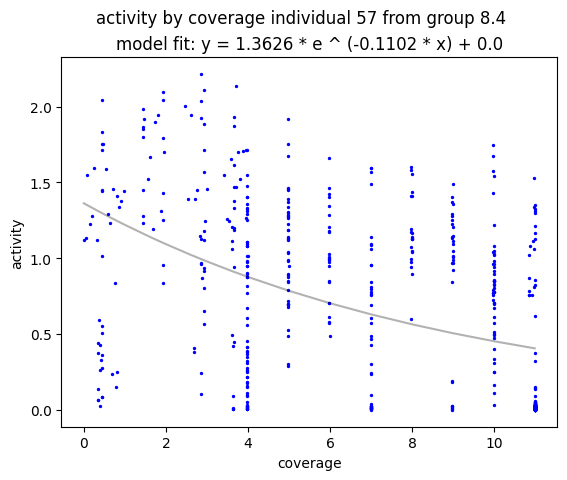 activity by coverage individual 57 from group 8.4
model fit: y = 1.3626 * e ^ (-0.1102 * x) + 0.0
activity
2.0
1.5
1.0
0.5
0.0
0 2 4 6 8 10
coverage